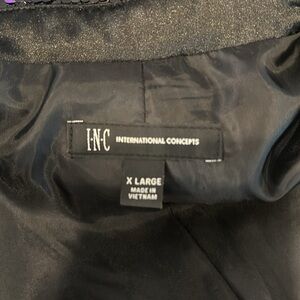 I·N·C INTERNATIONAL CONCEPTS
X LARGE
MADE IN
VIETNAM